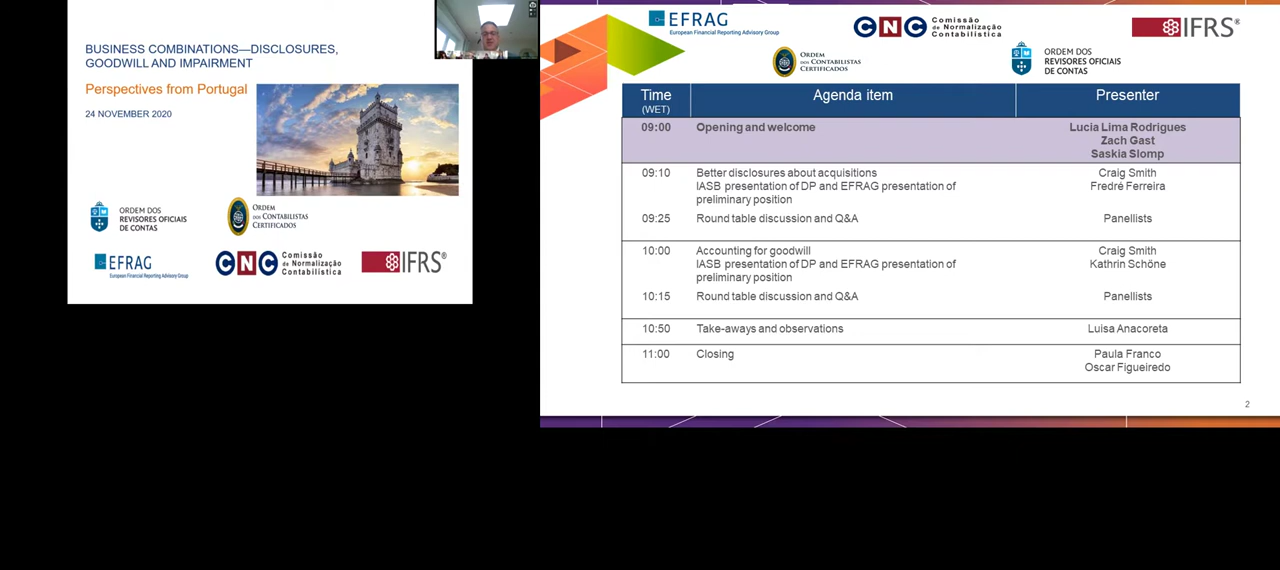 BUSINESS COMBINATIONS—DISCLOSURES,
GOODWILL AND IMPAIRMENT
Perspectives from Portugal
24 NOVEMBER 2020
ORDEM DOS
REVISORES OFICIAIS
DE CONTAS
ORDEM
DOS CONTABILISTAS
CERTIFICADOS
EFRAG
European Financial Reporting Advisory Group
CNC
Comissão
de Normalização
Contabilística
IFRS®
EFRAG
European Financial Reporting Advisory Group
CNC
Comissão
de Normalização
Contabilística
IFRS®
ORDEM
DOS CONTABILISTAS
CERTIFICADOS
ORDEM DOS
REVISORES OFICIAIS
DE CONTAS
Time Agenda item Presenter
(WET)
09:00 Opening and welcome Lucia Lima Rodrigues
Zach Gast
Saskia Slomp
09:10 Better disclosures about acquisitions Craig Smith
IASB presentation of DP and EFRAG presentation of Fredré Ferreira
preliminary position
09:25 Round table discussion and Q&A Panellists
10:00 Accounting for goodwill Craig Smith
IASB presentation of DP and EFRAG presentation of Kathrin Schöne
preliminary position
10:15 Round table discussion and Q&A Panellists
10:50 Take-aways and observations Luisa Anacoreta
11:00 Closing Paula Franco
Oscar Figueiredo
2